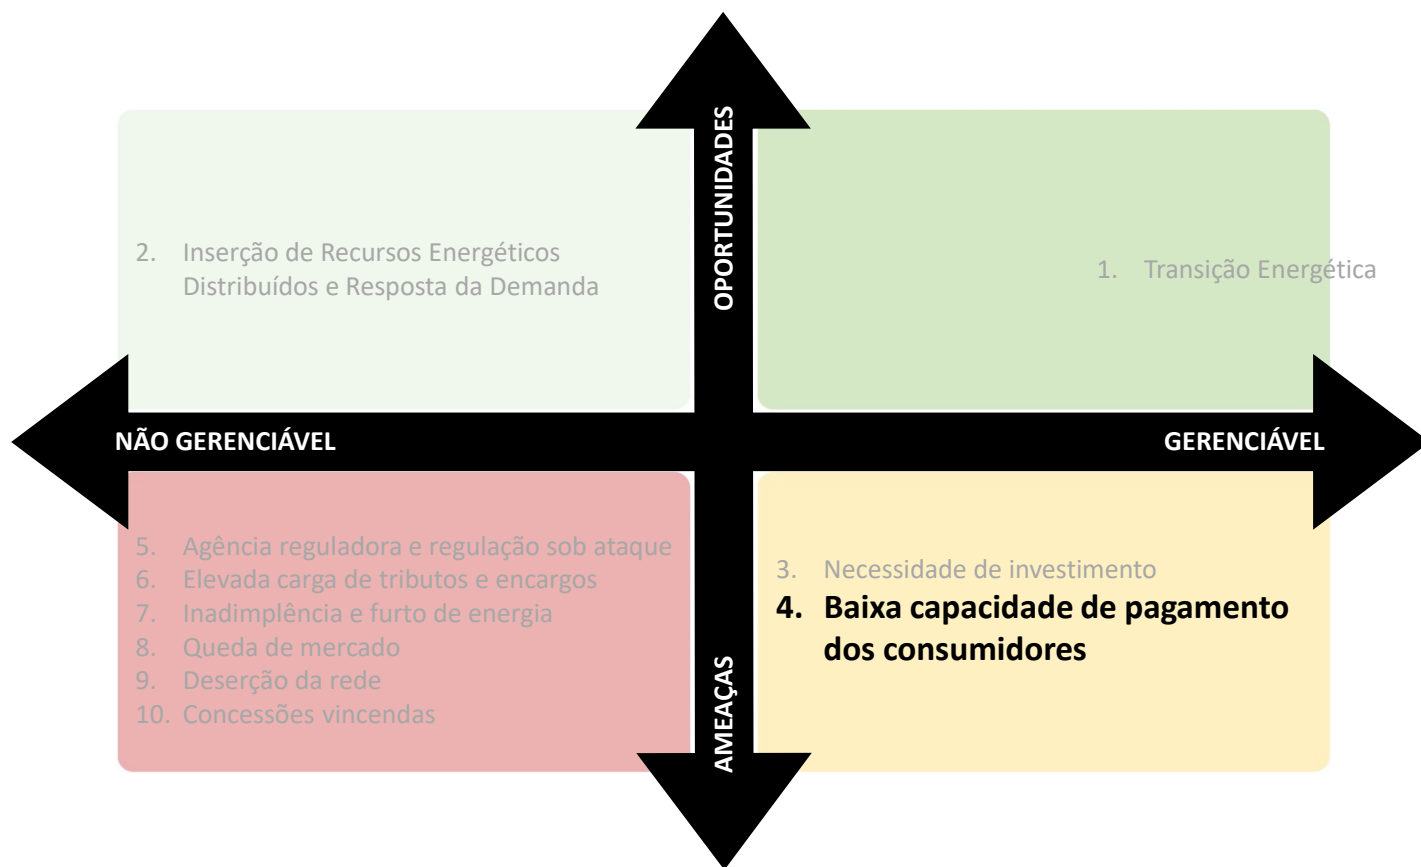 OPORTUNIDADES
2. Inserção de Recursos Energéticos
Distribuídos e Resposta da Demanda
1. Transição Energética
NÃO GERENCIÁVEL
GERENCIÁVEL
5. Agência reguladora e regulação sob ataque
6. Elevada carga de tributos e encargos
7. Inadimplência e furto de energia
8. Queda de mercado
9. Deserção da rede
10. Concessões vincendas
3. Necessidade de investimento
4. Baixa capacidade de pagamento
dos consumidores
AMEAÇAS